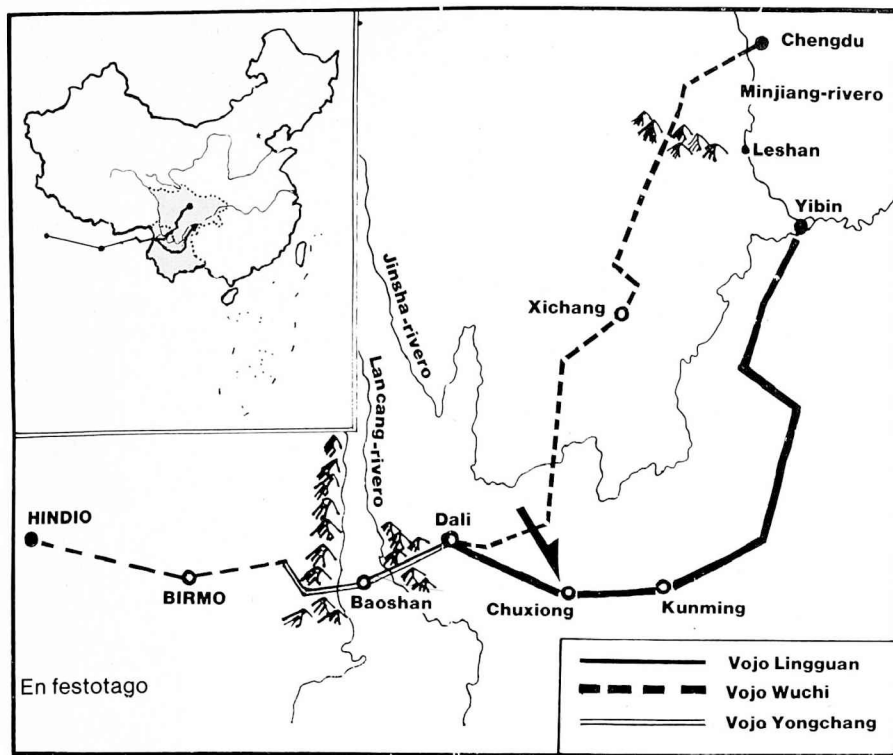 Chengdu
Minjiang-rivero
Leshan
Yibin
Jinsha-rivero
Xichang
Lancang-rivero
HINDIO
Dali
BIRMO
Baoshan
Chuxiong
Kunming
En festotago
Vojo Lingguan
Vojo Wuchi
Vojo Yongchang